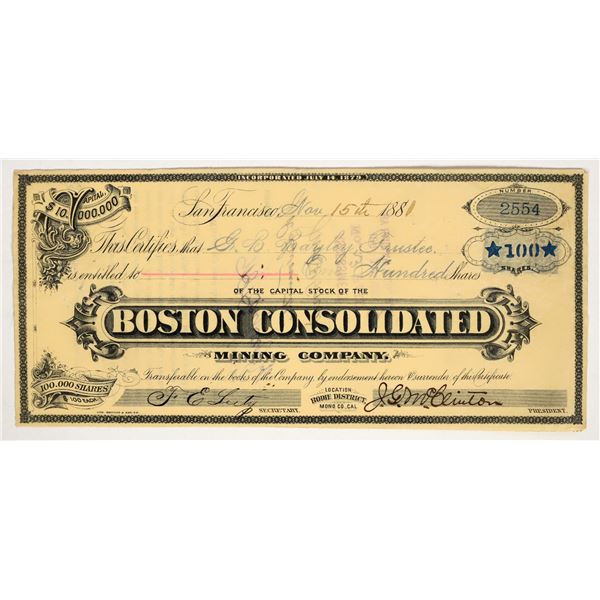 INCORPORATED JULY 14 1879
CAPITAL
$10,000,000
NUMBER
2554
San Francisco, Nov 15th 1881
100
SHARES
This Certifies that G. B. Bayley Trustee
is entitled to One Hundred Shares
OF THE CAPITAL STOCK OF THE
BOSTON CONSOLIDATED
MINING COMPANY.
Transferable on the books of the Company by endorsement hereon & surrender of this Certificate
100.000 SHARES
$100 EACH
SECRETARY.
LOCATION
BODIE DISTRICT
MONO CO. CAL
J. G. McClinton
PRESIDENT.